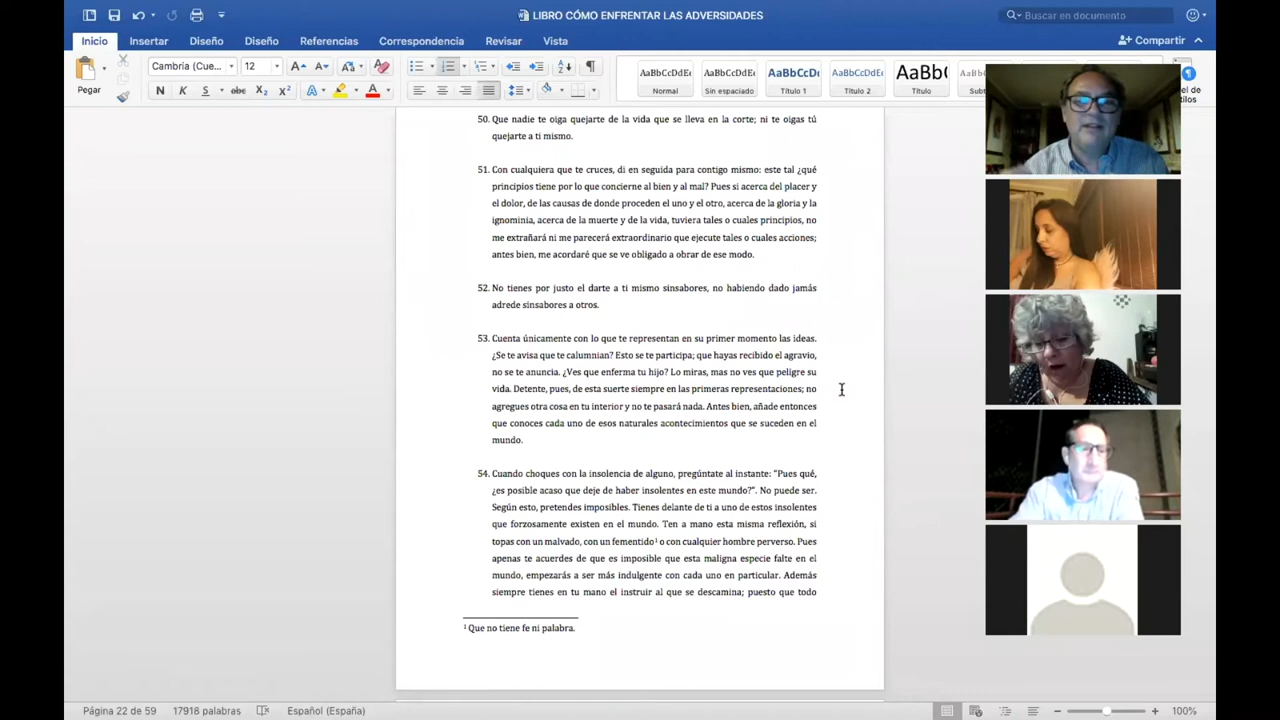 LIBRO CÓMO ENFRENTAR LAS ADVERSIDADES
Buscar en documento
Inicio Insertar Diseño Diseño Referencias Correspondencia Revisar Vista
Compartir
Pegar
Cambria (Cue... 12
N K S abc X₂ X²
AaBbCcDdEe AaBbCcDdEe AaBbCcDc AaBbCcDdEe AaBbC
Normal Sin espaciado Título 1 Título 2 Título
50. Que nadie te oiga quejarte de la vida que se lleva en la corte; ni te oigas tú
quejarte a ti mismo.
51. Con cualquiera que te cruces, di en seguida para contigo mismo: este tal ¿qué
principios tiene por lo que concierne al bien y al mal? Pues si acerca del placer y
el dolor, de las causas de donde proceden el uno y el otro, acerca de la gloria y la
ignominia, acerca de la muerte y de la vida, tuviera tales o cuales principios, no
me extrañará ni me parecerá extraordinario que ejecute tales o cuales acciones;
antes bien, me acordaré que se ve obligado a obrar de ese modo.
52. No tienes por justo el darte a ti mismo sinsabores, no habiendo dado jamás
adrede sinsabores a otros.
53. Cuenta únicamente con lo que te representan en su primer momento las ideas.
¿Se te avisa que te calumnian? Esto se te participa; que hayas recibido el agravio,
no se te anuncia. ¿Ves que enferma tu hijo? Lo miras, mas no ves que peligre su
vida. Detente, pues, de esta suerte siempre en las primeras representaciones; no
agregues otra cosa en tu interior y no te pasará nada. Antes bien, añade entonces
que conoces cada uno de esos naturales acontecimientos que se suceden en el
mundo.
54. Cuando choques con la insolencia de alguno, pregúntate al instante: "Pues qué,
¿es posible acaso que deje de haber insolentes en este mundo?". No puede ser.
Según esto, pretendes imposibles. Tienes delante de ti a uno de estos insolentes
que forzosamente existen en el mundo. Ten a mano esta misma reflexión, si
topas con un malvado, con un fementido¹ o con cualquier hombre perverso. Pues
apenas te acuerdes de que es imposible que esta maligna especie falte en el
mundo, empezarás a ser más indulgente con cada uno en particular. Además
siempre tienes en tu mano el instruir al que se descamina; puesto que todo
¹ Que no tiene fe ni palabra.
Página 22 de 59 17918 palabras Español (España) 100%